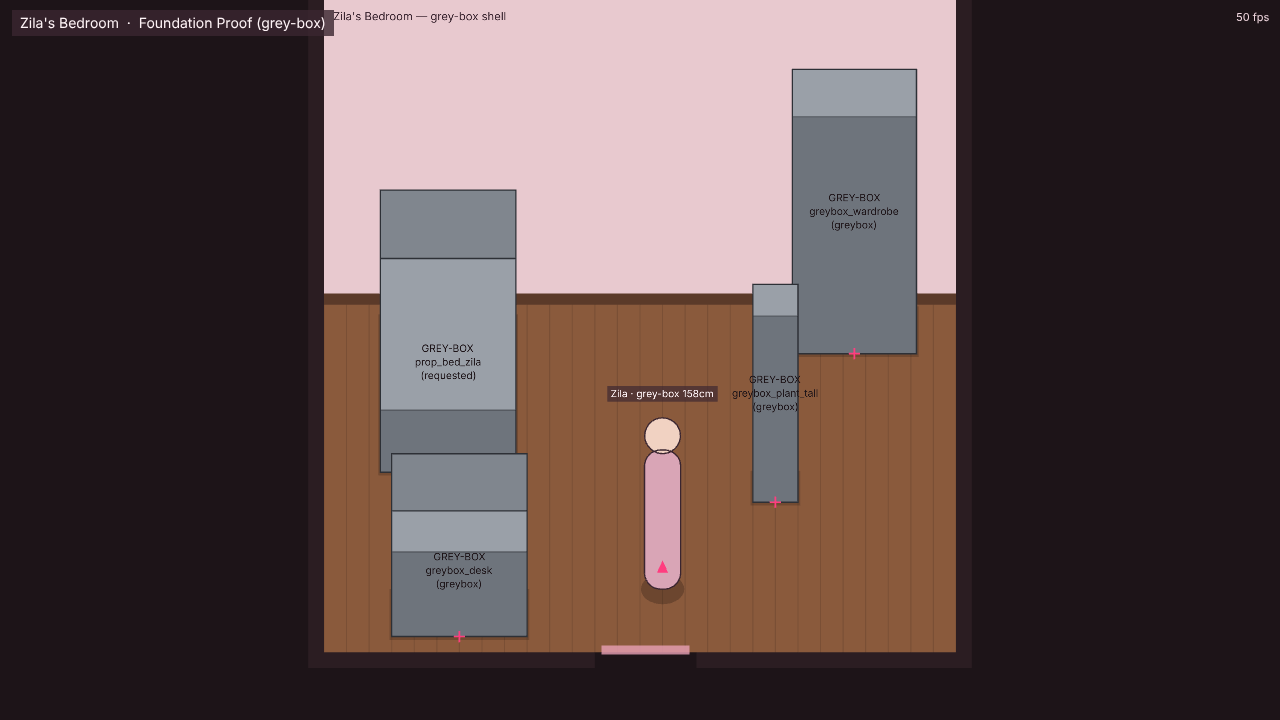 Zila's Bedroom · Foundation Proof (grey-box)
Zila's Bedroom — grey-box shell
50 fps
GREY-BOX
greybox_wardrobe
(greybox)
GREY-BOX
prop_bed_zila
(requested)
GREY-BOX
greybox_plant_tall
(greybox)
Zila · grey-box 158cm
GREY-BOX
greybox_desk
(greybox)